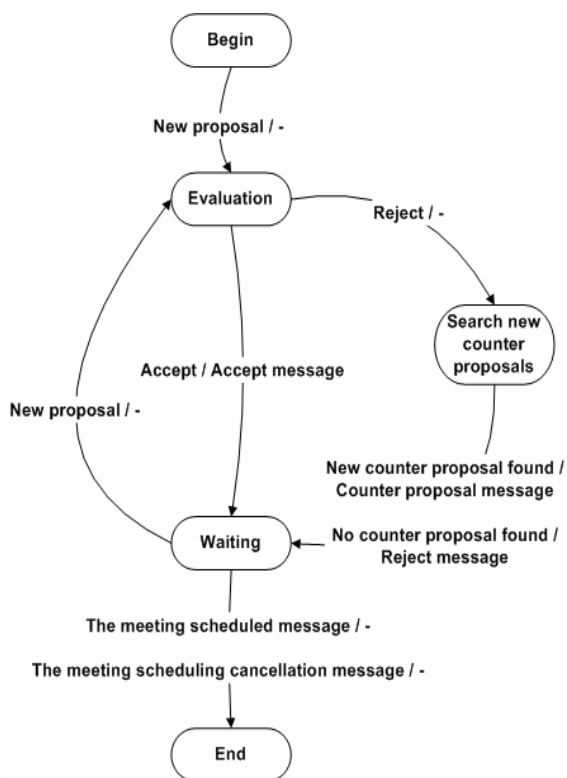 Begin
New proposal / -
Evaluation
Reject / -
Search new
counter
proposals
Accept / Accept message
New proposal / -
New counter proposal found /
Counter proposal message
No counter proposal found /
Reject message
Waiting
The meeting scheduled message / -
The meeting scheduling cancellation message / -
End